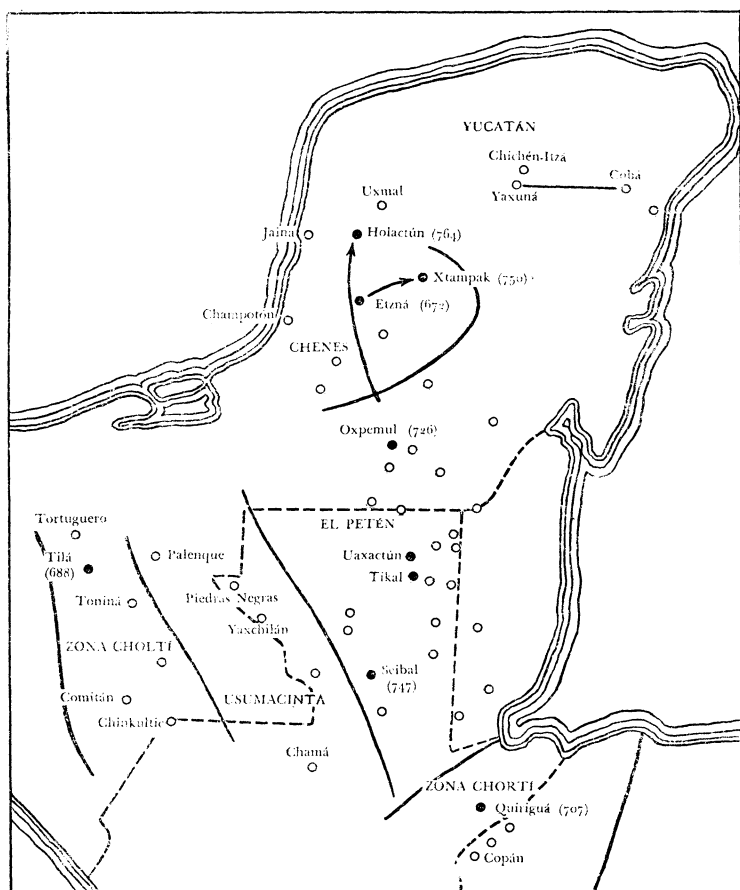 YUCATÁN
Chichén-Itzá
Cobá
Yaxuná
Uxmal
Jaina
Holactún (764)
Xtampak (750)
Etzná (672)
Champotón
CHENES
Oxpemul (726)
EL PETÉN
Tortuguero
Tilá
(688)
Palenque
Uaxactún
Tikal
Toniná
Piedras Negras
Yaxchilán
ZONA CHOLTÍ
Seibal
(747)
Comitán
USUMACINTA
Chinkultic
Chamá
ZONA CHORTÍ
Quiriguá (707)
Copán